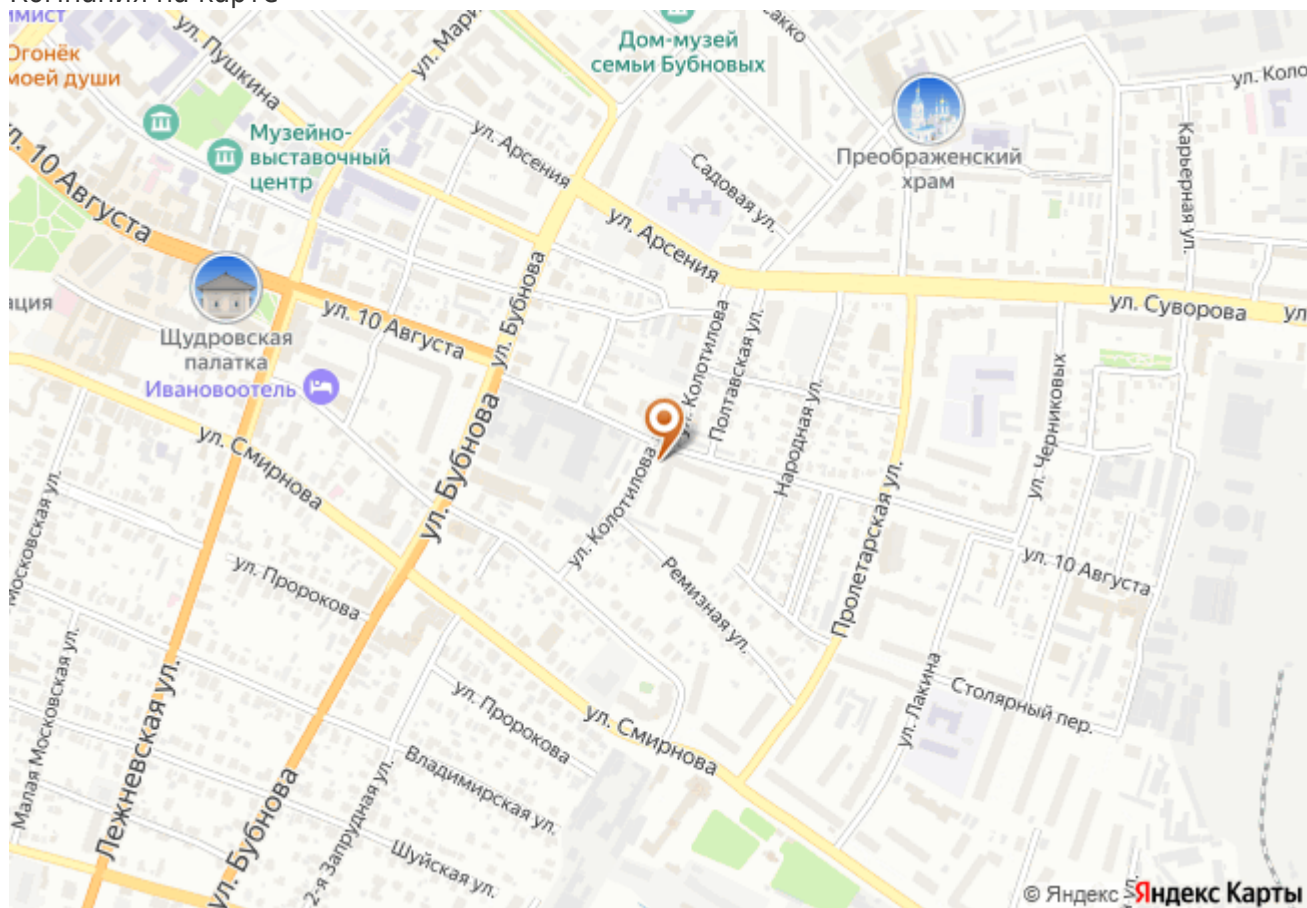 Компания на карте
Огонёк
моей души
ул. Пушкина
Музейно-
выставочный
центр
ул. Арсения
Дом-музей
семьи Бубновых
Садовая ул.
Преображенский
храм
Карьерная ул.
ул. 10 Августа
ул. Арсения
ул. Бубнова
ул. Суворова
Щудровская
палатка
Ивановоотель
ул. 10 Августа
ул. Колотилова
Полтавская ул.
Народная ул.
ул. Черниковых
ул. Смирнова
ул. Бубнова
ул. Колотилова
Пролетарская ул.
ул. 10 Августа
Московская ул.
ул. Пророкова
Ремизная ул.
Малая Московская ул.
Лежневская ул.
ул. Пророкова
ул. Смирнова
ул. Лакина
Столярный пер.
Владимирская ул.
ул. Бубнова
2-я Запрудная ул.
Шуйская ул.
© Яндекс Яндекс Карты